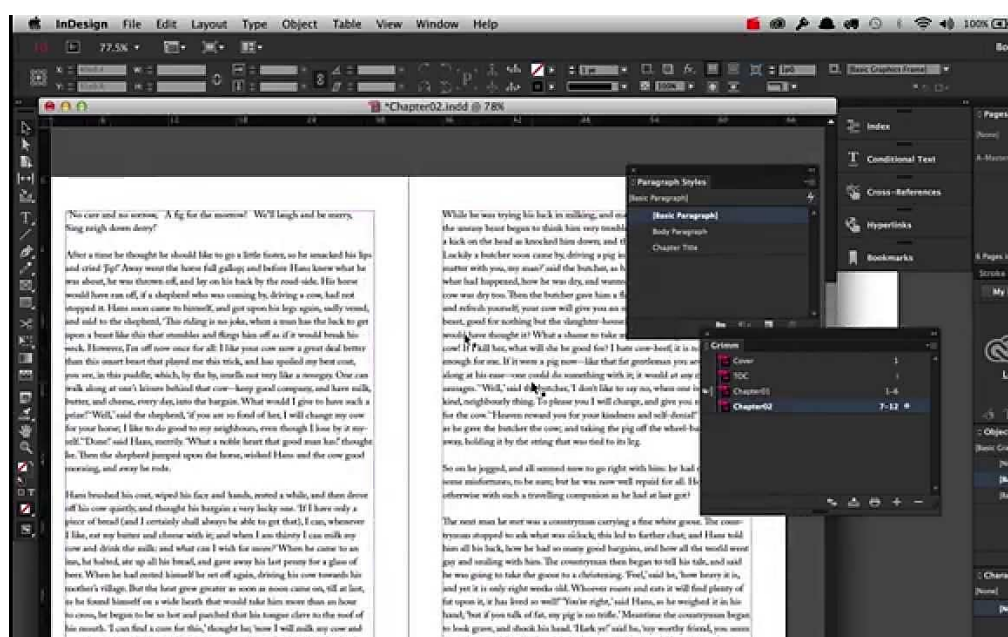 InDesign File Edit Layout Type Object Table View Window Help
100%
77.5%
X:
W:
Y:
H:
1 pt
100%
[Basic Graphics Frame]
*Chapter02.indd @ 78%
Index
Conditional Text
Cross-References
Hyperlinks
Bookmarks
Pages
[None]
A-Master
6 Pages in
Stroke
My
Paragraph Styles
[Basic Paragraph]
[Basic Paragraph]
Body Paragraph
Chapter Title
Grimm
Cover 1
TOC i
Chapter01 1-6
Chapter02 7-12
Object
[Basic Gra
Chara
[None]
'No care and no sorrow, A fig for the morrow! We'll laugh and be merry,
Sing neigh down derry!'
After a time he thought he should like to go a little faster, so he smacked his lips
and cried 'Jip!' Away went the horse full gallop; and before Hans knew what he
was about, he was thrown off, and lay on his back by the road-side. His horse
would have ran off, if a shepherd who was coming by, driving a cow, had not
stopped it. Hans soon came to himself, and got upon his legs again, sadly vexed,
and said to the shepherd, 'This riding is no joke, when a man has the luck to get
upon a beast like this that stumbles and flings him off as if it would break his
neck. However, I'm off now once for all: I like your cow now a great deal better
than this smart beast that played me this trick, and has spoiled my best coat,
you see, in this puddle; which, by the by, smells not very like a nosegay. One can
walk along at one's leisure behind that cow—keep good company, and have milk,
butter, and cheese, every day, into the bargain. What would I give to have such a
prize!' 'Well,' said the shepherd, 'if you are so fond of her, I will change my cow
for your horse; I like to do good to my neighbours, even though I lose by it my-
self.' 'Done!' said Hans, merrily. 'What a noble heart that good man has!' thought
he. Then the shepherd jumped upon the horse, wished Hans and the cow good
morning, and away he rode.
Hans brushed his coat, wiped his face and hands, rested a while, and then drove
off his cow quietly, and thought his bargain a very lucky one. 'If I have only a
piece of bread (and I certainly shall always be able to get that), I can, whenever
I like, eat my butter and cheese with it; and when I am thirsty I can milk my
cow and drink the milk: and what can I wish for more?' When he came to an
inn, he halted, ate up all his bread, and gave away his last penny for a glass of
beer. When he had rested himself he set off again, driving his cow towards his
mother's village. But the heat grew greater as soon as noon came on, till at last,
as he found himself on a wide heath that would take him more than an hour
to cross, he began to be so hot and parched that his tongue clave to the roof of
his mouth. 'I can find a cure for this,' thought he; 'now I will milk my cow and
While he was trying his luck in milking, and ma
the uneasy beast began to think him very trouble
a kick on the head as knocked him down; and th
Luckily a butcher soon came by, driving a pig in
matter with you, my man?' said the butcher, as h
what had happened, how he was dry, and wante
cow was dry too. Then the butcher gave him a fl
and refresh yourself; your cow will give you
beast, good for nothing but the slaughter-house
would have thought it? What a shame to take
cow! If I kill her, what will she be good for? I hate cow-beef; it is no
enough for me. If it were a pig now—like that fat gentleman you are
along at his ease—one could do something with it; it would at any
sausages.' 'Well,' said the butcher, 'I don't like to say no, when one is
kind, neighbourly thing. To please you I will change, and give you
for the cow.' 'Heaven reward you for your kindness and self-denial!'
as he gave the butcher the cow; and taking the pig off the wheel-ba
away, holding it by the string that was tied to its leg.
So on he jogged, and all seemed now to go right with him: he had
some misfortunes, to be sure; but he was now well repaid for all. H
otherwise with such a travelling companion as he had at last got?
The next man he met was a countryman carrying a fine white goose. The coun-
tryman stopped to ask what was o'clock; this led to further chat; and Hans told
him all his luck, how he had so many good bargains, and how all the world went
gay and smiling with him. The countryman then began to tell his tale, and said
he was going to take the goose to a christening. 'Feel,' said he, 'how heavy it is,
and yet it is only eight weeks old. Whoever roasts and eats it will find plenty of
fat upon it, it has lived so well!' 'You're right,' said Hans, as he weighed it in his
hand; 'but if you talk of fat, my pig is no trifle.' Meantime the countryman began
to look grave, and shook his head. 'Hark ye!' said he, 'my worthy friend, you seem